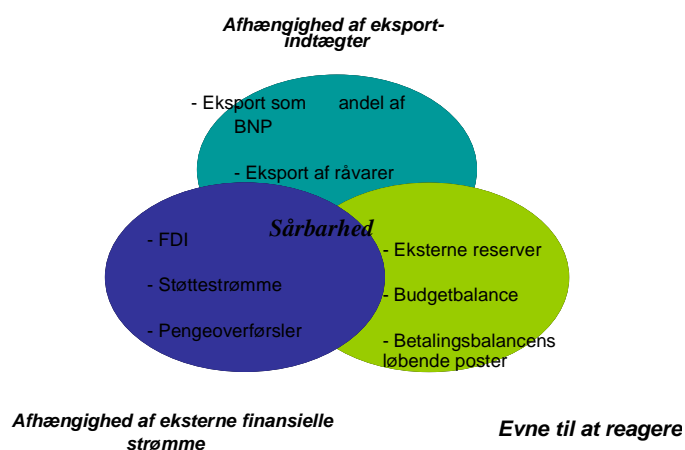 Afhængighed af eksport-
indtægter
- Eksport som andel af
BNP
- Eksport af råvarer
Sårbarhed
- FDI
- Støttestrømme
- Pengeoverførsler
- Eksterne reserver
- Budgetbalance
- Betalingsbalancens
løbende poster
Afhængighed af eksterne finansielle
strømme
Evne til at reagere